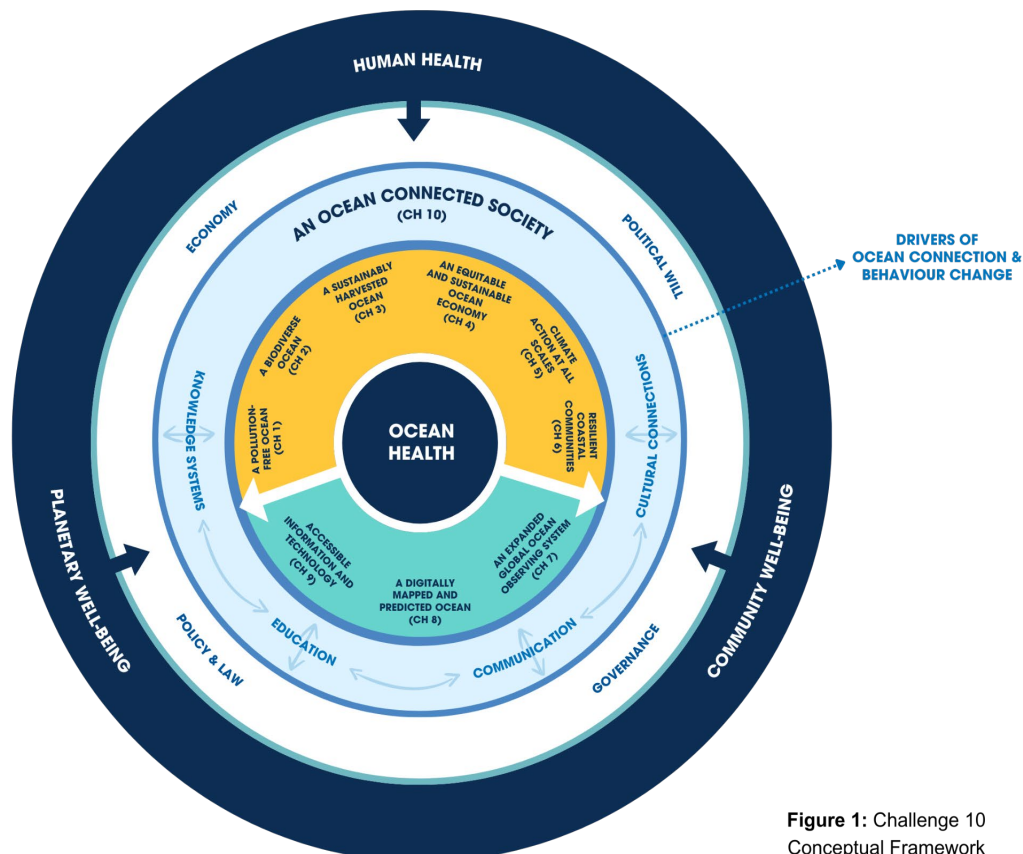 HUMAN HEALTH
ECONOMY
POLITICAL WILL
AN OCEAN CONNECTED SOCIETY
(CH 10)
DRIVERS OF
OCEAN CONNECTION &
BEHAVIOUR CHANGE
A POLLUTION-
FREE OCEAN
(CH 1)
A BIODIVERSE
OCEAN
(CH 2)
A SUSTAINABLY
HARVESTED
OCEAN
(CH 3)
AN EQUITABLE
AND SUSTAINABLE
OCEAN
ECONOMY
(CH 4)
CLIMATE
ACTION AT ALL
SCALES
(CH 5)
RESILIENT
COASTAL
COMMUNITIES
(CH 6)
OCEAN
HEALTH
KNOWLEDGE SYSTEMS
CULTURAL CONNECTIONS
ACCESSIBLE
INFORMATION AND
TECHNOLOGY
(CH 9)
A DIGITALLY
MAPPED AND
PREDICTED OCEAN
(CH 8)
AN EXPANDED
GLOBAL OCEAN
OBSERVING SYSTEM
(CH 7)
EDUCATION
COMMUNICATION
POLICY & LAW
GOVERNANCE
PLANETARY WELL-BEING
COMMUNITY WELL-BEING
Figure 1: Challenge 10
Conceptual Framework